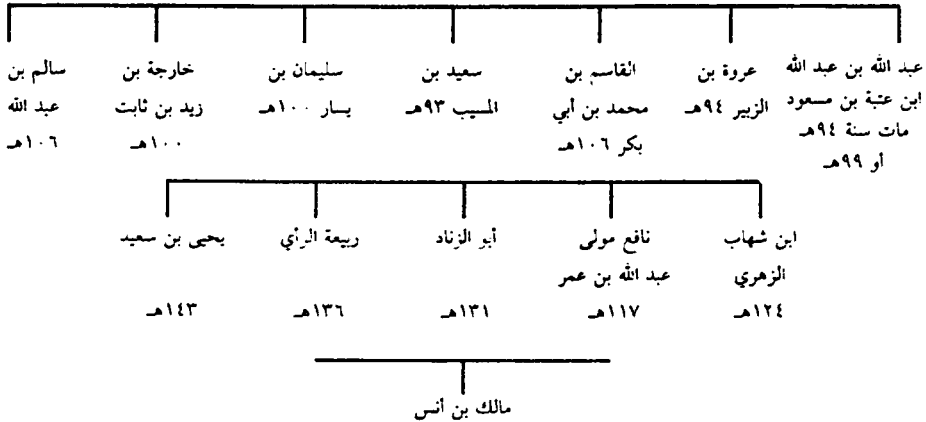 عبد الله بن عبد الله
ابن عتبة بن مسعود
مات سنة ٩٤هـ
أو ٩٩هـ
عروة بن
الزبير ٩٤هـ
القاسم بن
محمد بن أبي
بكر ١٠٦هـ
سعيد بن
المسيب ٩٣هـ
سليمان بن
يسار ١٠٠هـ
خارجة بن
زيد بن ثابت
١٠٠هـ
سالم بن
عبد الله
١٠٦هـ
ابن شهاب
الزهري
١٢٤هـ
نافع مولى
عبد الله بن عمر
١١٧هـ
أبو الزناد
١٣١هـ
ربيعة الرأي
١٣٦هـ
يحيى بن سعيد
١٤٣هـ
مالك بن أنس